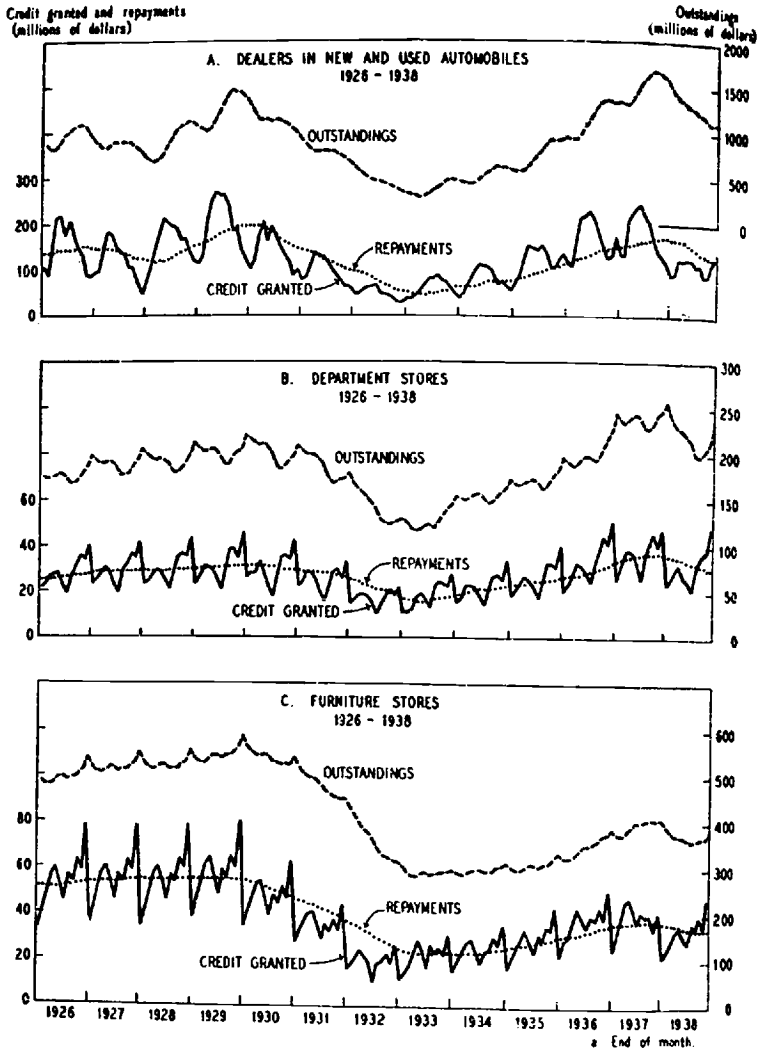 Credit granted and repayments
(millions of dollars)
Outstandings
(millions of dollars)
A. DEALERS IN NEW AND USED AUTOMOBILES
1926 - 1938
2000
1500
1000
500
0
300
200
100
0
OUTSTANDINGS
REPAYMENTS
CREDIT GRANTED
B. DEPARTMENT STORES
1926 - 1938
300
250
200
150
100
50
0
60
40
20
0
OUTSTANDINGS
REPAYMENTS
CREDIT GRANTED
C. FURNITURE STORES
1926 - 1938
600
500
400
300
200
100
0
80
60
40
20
0
OUTSTANDINGS
REPAYMENTS
CREDIT GRANTED
1926 1927 1928 1929 1930 1931 1932 1933 1934 1935 1936 1937 1938
a End of month.